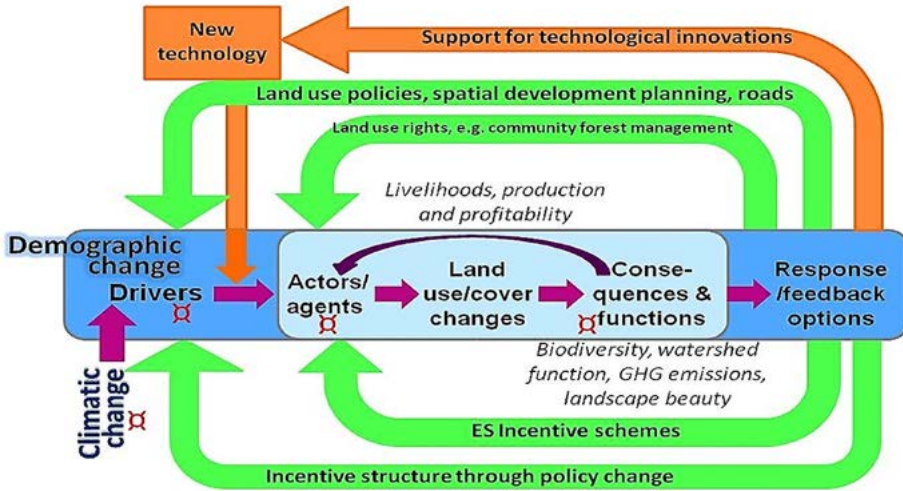 New
technology
Support for technological innovations
Land use policies, spatial development planning, roads
Land use rights, e.g. community forest management
Livelihoods, production
and profitability
Demographic
change
Drivers
Actors/
agents
Land
use/cover
changes
Conse-
quences &
functions
Response
/feedback
options
Climatic
change
Biodiversity, watershed
function, GHG emissions,
landscape beauty
ES Incentive schemes
Incentive structure through policy change